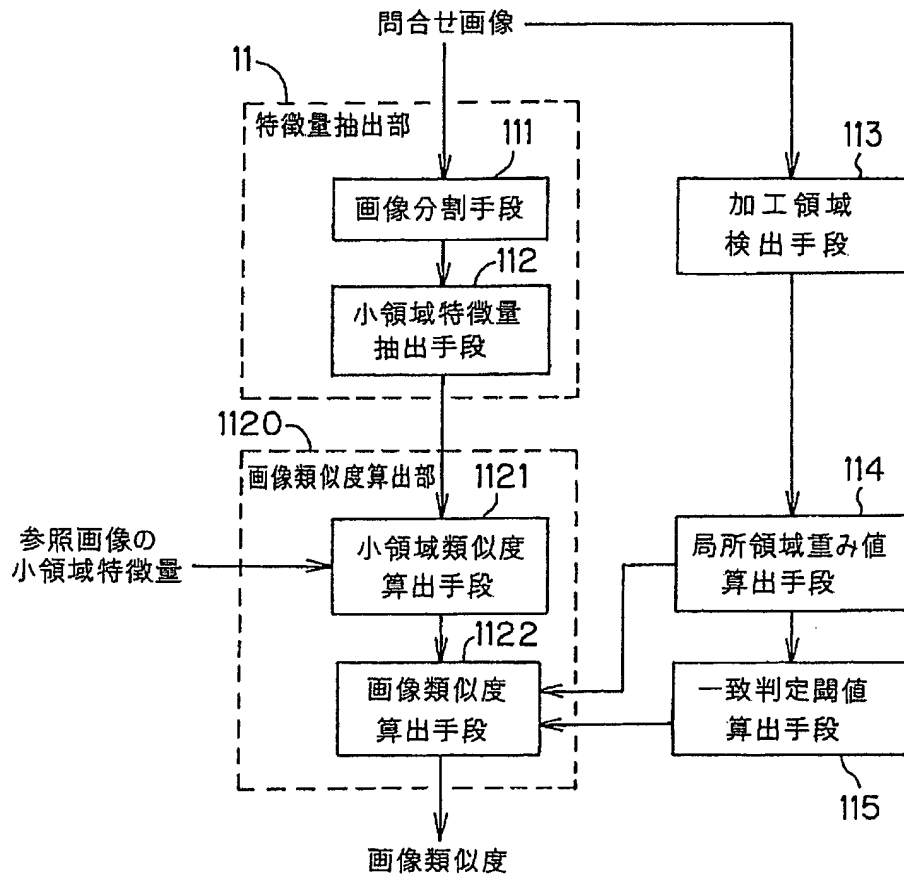 問合せ画像
11
特徴量抽出部
111
画像分割手段
112
小領域特徴量
抽出手段
113
加工領域
検出手段
1120
画像類似度算出部
1121
小領域類似度
算出手段
参照画像の
小領域特徴量
114
局所領域重み値
算出手段
1122
画像類似度
算出手段
一致判定閾値
算出手段
115
画像類似度